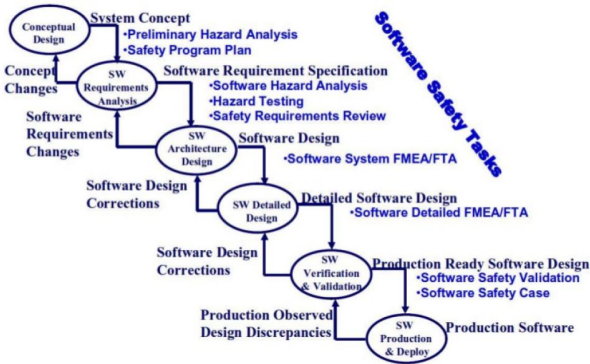 Conceptual
Design
System Concept
•Preliminary Hazard Analysis
•Safety Program Plan
Software Safety Tasks
Concept
Changes
SW
Requirements
Analysis
Software Requirement Specification
•Software Hazard Analysis
•Hazard Testing
•Safety Requirements Review
Software
Requirements
Changes
SW
Architecture
Design
Software Design
•Software System FMEA/FTA
Software Design
Corrections
SW Detailed
Design
Detailed Software Design
•Software Detailed FMEA/FTA
Software Design
Corrections
SW
Verification
& Validation
Production Ready Software Design
•Software Safety Validation
•Software Safety Case
Production Observed
Design Discrepancies
SW
Production
& Deploy
Production Software